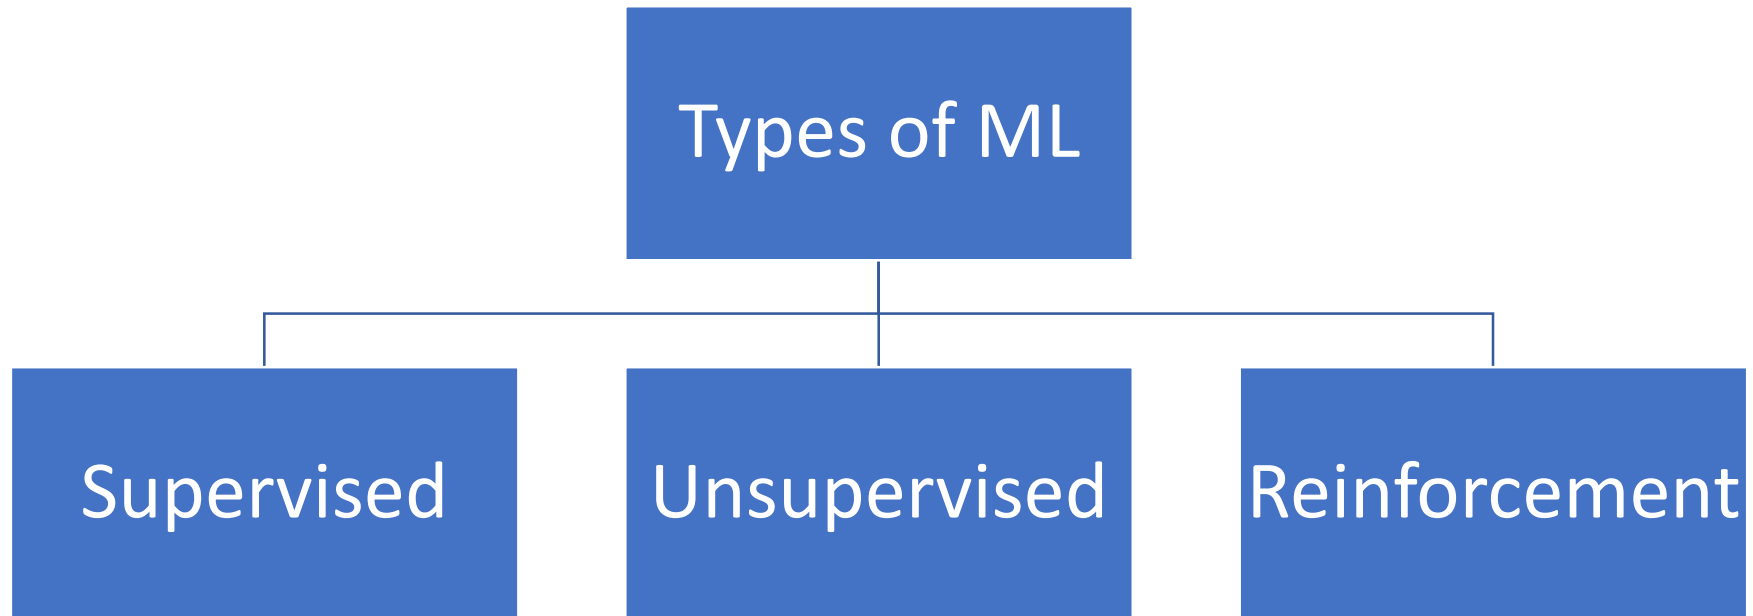 Types of ML
Supervised
Unsupervised
Reinforcement